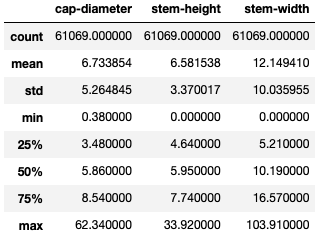 cap-diameter stem-height stem-width
count 61069.000000 61069.000000 61069.000000
mean 6.733854 6.581538 12.149410
std 5.264845 3.370017 10.035955
min 0.380000 0.000000 0.000000
25% 3.480000 4.640000 5.210000
50% 5.860000 5.950000 10.190000
75% 8.540000 7.740000 16.570000
max 62.340000 33.920000 103.910000